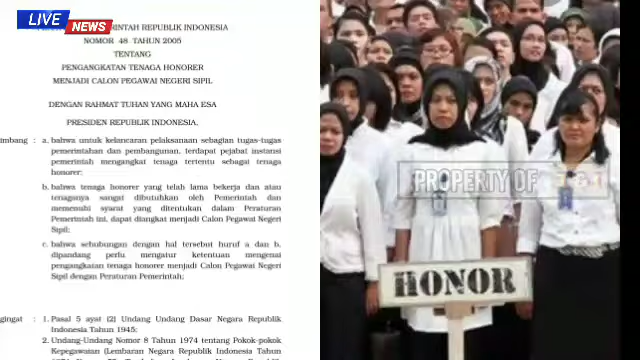 LIVE
NEWS
PEMERINTAH REPUBLIK INDONESIA
NOMOR 48 TAHUN 2005
TENTANG
PENGANGKATAN TENAGA HONORER
MENJADI CALON PEGAWAI NEGERI SIPIL
DENGAN RAHMAT TUHAN YANG MAHA ESA
PRESIDEN REPUBLIK INDONESIA,
imbang : a. bahwa untuk kelancaran pelaksanaan sebagian tugas-tugas
pemerintahan dan pembangunan, terdapat pejabat instansi
pemerintah mengangkat tenaga tertentu sebagai tenaga
honorer;
b. bahwa tenaga honorer yang telah lama bekerja dan atau
tenaganya sangat dibutuhkan oleh Pemerintah dan
memenuhi syarat yang ditentukan dalam Peraturan
Pemerintah ini, dapat diangkat menjadi Calon Pegawai Negeri
Sipil;
c. bahwa sehubungan dengan hal tersebut huruf a dan b,
dipandang perlu mengatur ketentuan mengenai
pengangkatan tenaga honorer menjadi Calon Pegawai Negeri
Sipil dengan Peraturan Pemerintah;
gingat : 1. Pasal 5 ayat (2) Undang Undang Dasar Negara Republik
Indonesia Tahun 1945;
2. Undang-Undang Nomor 8 Tahun 1974 tentang Pokok-pokok
Kepegawaian (Lembaran Negara Republik Indonesia Tahun
PROPERTY OF
HONOR